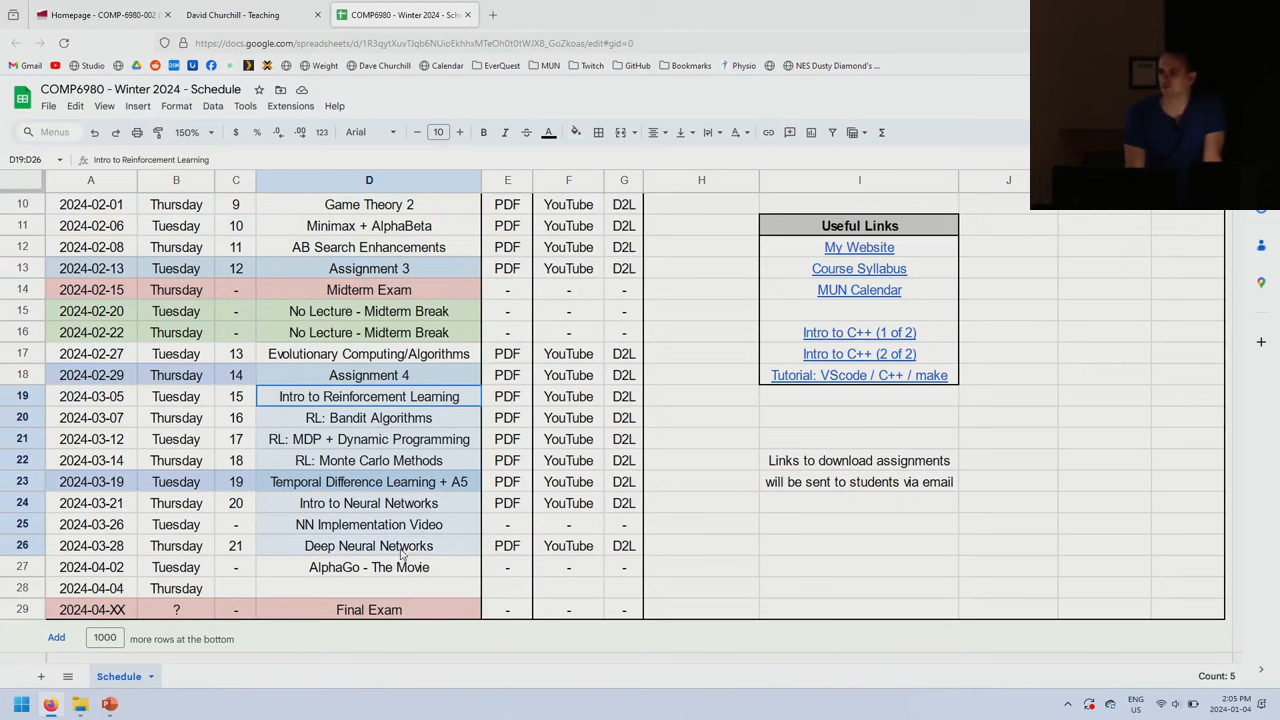 Homepage - COMP-6980-002 (
David Churchill - Teaching
COMP6980 - Winter 2024 - Sche
https://docs.google.com/spreadsheets/d/1R3qytXuvTJqb6NUioEkhhxMTeOh0t0tWJX8_GoZkoas/edit#gid=0
Gmail YouTube Studio Weight Dave Churchill Calendar EverQuest MUN Twitch GitHub Bookmarks Physio NES Dusty Diamond's ...
COMP6980 - Winter 2024 - Schedule
File Edit View Insert Format Data Tools Extensions Help
Menus 150% $ % .0 .00 123 Arial 10 B I A
D19:D26 fx Intro to Reinforcement Learning
A B C D E F G H I J
10 2024-02-01 Thursday 9 Game Theory 2 PDF YouTube D2L
11 2024-02-06 Tuesday 10 Minimax + AlphaBeta PDF YouTube D2L Useful Links
12 2024-02-08 Thursday 11 AB Search Enhancements PDF YouTube D2L My Website
13 2024-02-13 Tuesday 12 Assignment 3 PDF YouTube D2L Course Syllabus
14 2024-02-15 Thursday - Midterm Exam - - - MUN Calendar
15 2024-02-20 Tuesday - No Lecture - Midterm Break - - -
16 2024-02-22 Thursday - No Lecture - Midterm Break - - - Intro to C++ (1 of 2)
17 2024-02-27 Tuesday 13 Evolutionary Computing/Algorithms PDF YouTube D2L Intro to C++ (2 of 2)
18 2024-02-29 Thursday 14 Assignment 4 PDF YouTube D2L Tutorial: VScode / C++ / make
19 2024-03-05 Tuesday 15 Intro to Reinforcement Learning PDF YouTube D2L
20 2024-03-07 Thursday 16 RL: Bandit Algorithms PDF YouTube D2L
21 2024-03-12 Tuesday 17 RL: MDP + Dynamic Programming PDF YouTube D2L
22 2024-03-14 Thursday 18 RL: Monte Carlo Methods PDF YouTube D2L Links to download assignments
23 2024-03-19 Tuesday 19 Temporal Difference Learning + A5 PDF YouTube D2L will be sent to students via email
24 2024-03-21 Thursday 20 Intro to Neural Networks PDF YouTube D2L
25 2024-03-26 Tuesday - NN Implementation Video - - -
26 2024-03-28 Thursday 21 Deep Neural Networks PDF YouTube D2L
27 2024-04-02 Tuesday - AlphaGo - The Movie - - -
28 2024-04-04 Thursday
29 2024-04-XX ? - Final Exam - - -
Add 1000 more rows at the bottom
Schedule Count: 5
ENG
US
2:05 PM
2024-01-04